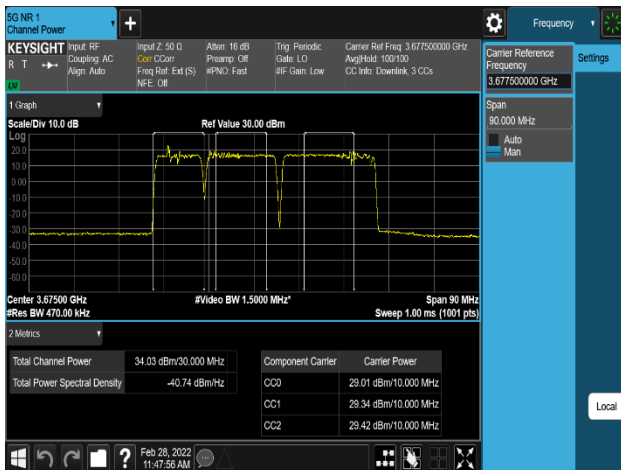 5G NR 1
Channel Power
+
Frequency
KEYSIGHT
R T
LXI
Input: RF
Coupling: AC
Align: Auto
Input Z: 50 Ω
Corr CCorr
Freq Ref: Ext (S)
NFE: Off
Atten: 16 dB
Preamp: Off
#PNO: Fast
Trig: Periodic
Gate: LO
#IF Gain: Low
Carrier Ref Freq: 3.677500000 GHz
Avg|Hold: 100/100
CC Info: Downlink, 3 CCs
Carrier Reference
Frequency
3.677500000 GHz
Settings
Span
90.000 MHz
Auto
Man
1 Graph
Scale/Div 10.0 dB
Ref Value 30.00 dBm
Log
20.0
10.0
0.00
-10.0
-20.0
-30.0
-40.0
-50.0
-60.0
Center 3.67500 GHz
#Video BW 1.5000 MHz*
Span 90 MHz
#Res BW 470.00 kHz
Sweep 1.00 ms (1001 pts)
2 Metrics
Total Channel Power 34.03 dBm/30.000 MHz
Total Power Spectral Density -40.74 dBm/Hz
Component Carrier Carrier Power
CC0 29.01 dBm/10.000 MHz
CC1 29.34 dBm/10.000 MHz
CC2 29.42 dBm/10.000 MHz
Local
?
Feb 28, 2022
11:47:56 AM